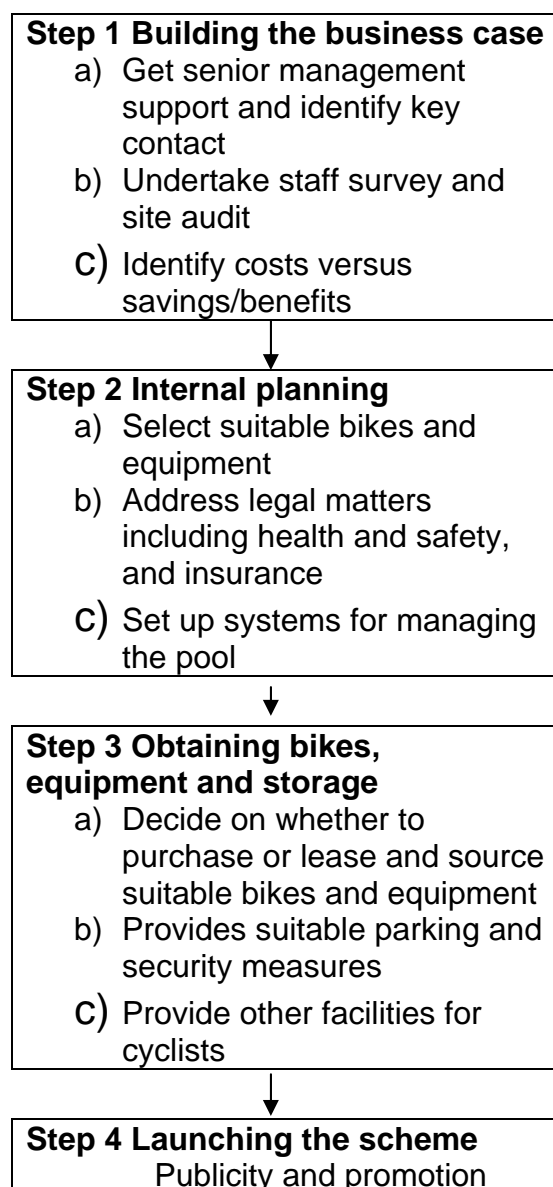 Step 1 Building the business case
a) Get senior management
support and identify key
contact
b) Undertake staff survey and
site audit
c) Identify costs versus
savings/benefits
Step 2 Internal planning
a) Select suitable bikes and
equipment
b) Address legal matters
including health and safety,
and insurance
c) Set up systems for managing
the pool
Step 3 Obtaining bikes,
equipment and storage
a) Decide on whether to
purchase or lease and source
suitable bikes and equipment
b) Provides suitable parking and
security measures
c) Provide other facilities for
cyclists
Step 4 Launching the scheme
Publicity and promotion